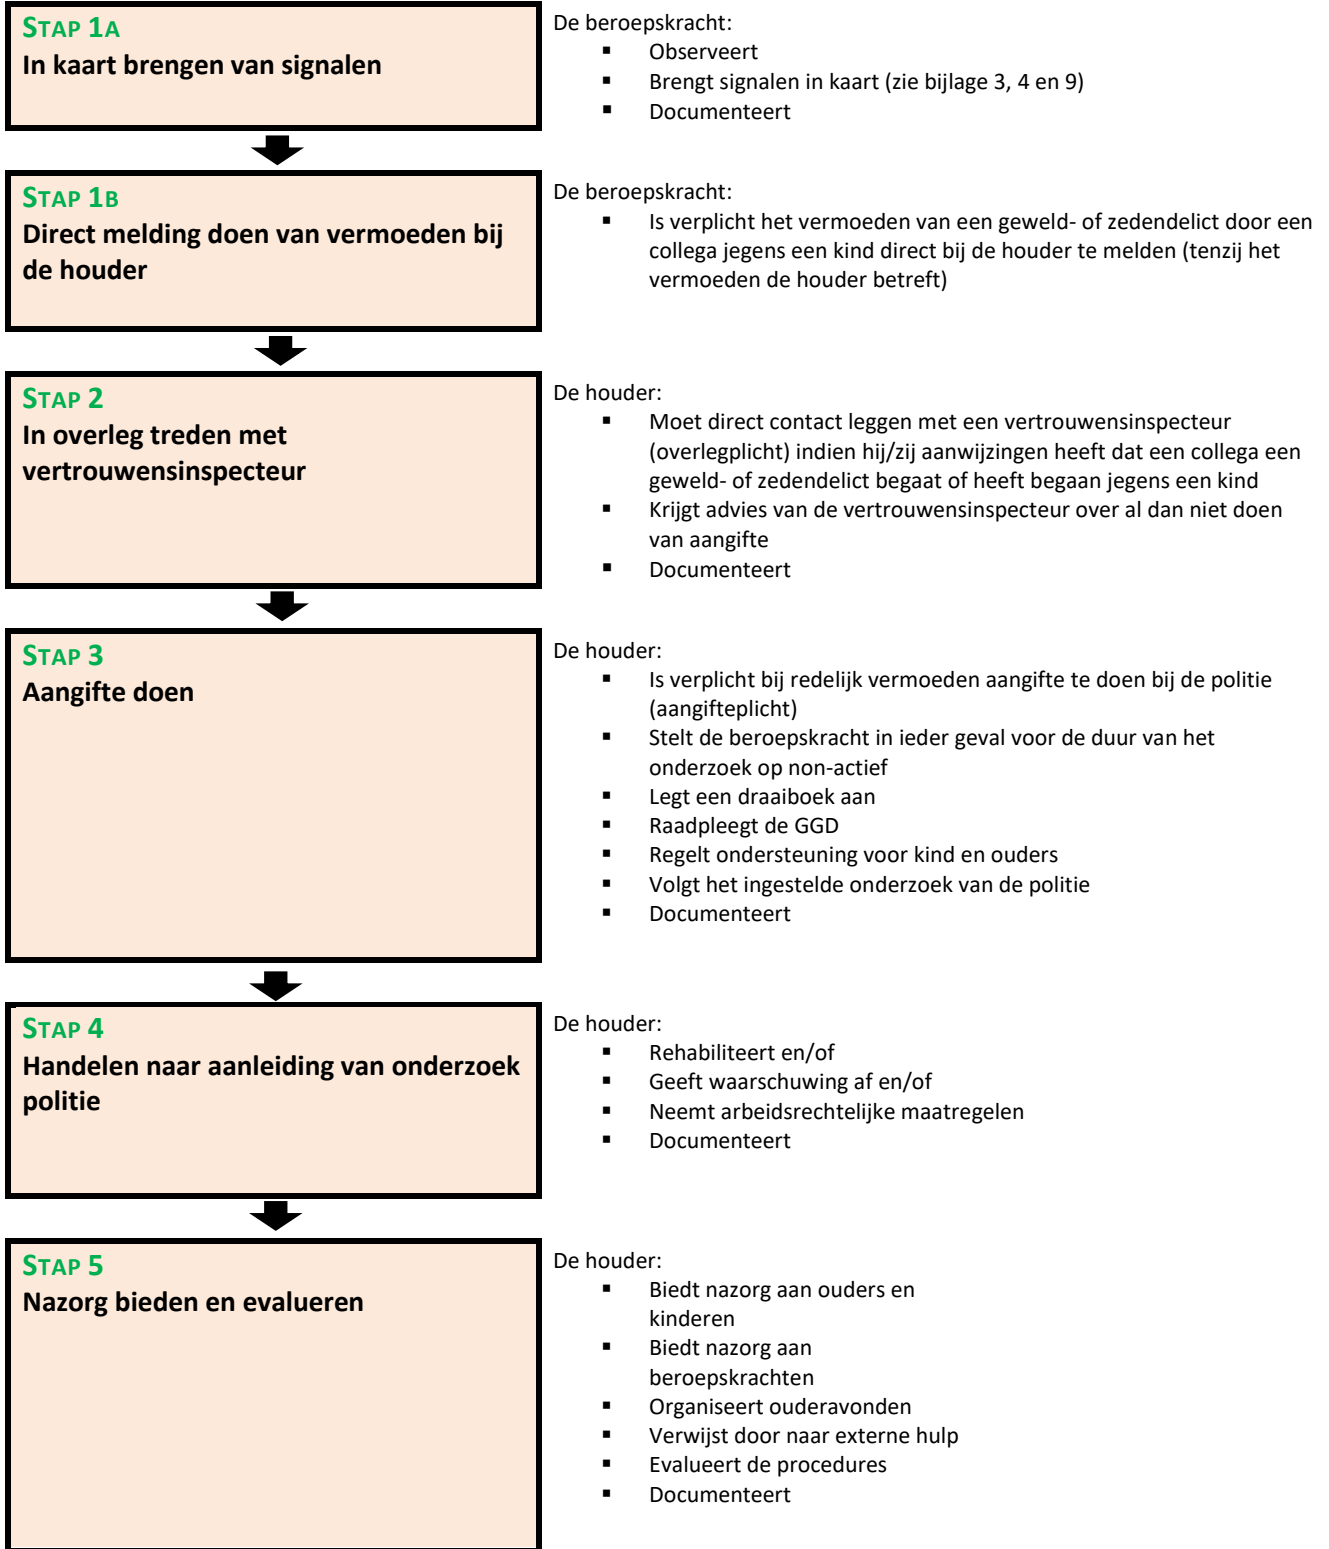 STAP 1A
In kaart brengen van signalen
De beroepskracht:
▪ Observeert
▪ Brengt signalen in kaart (zie bijlage 3, 4 en 9)
▪ Documenteert
STAP 1B
Direct melding doen van vermoeden bij
de houder
De beroepskracht:
▪ Is verplicht het vermoeden van een geweld- of zedendelict door een
collega jegens een kind direct bij de houder te melden (tenzij het
vermoeden de houder betreft)
STAP 2
In overleg treden met
vertrouwensinspecteur
De houder:
▪ Moet direct contact leggen met een vertrouwensinspecteur
(overlegplicht) indien hij/zij aanwijzingen heeft dat een collega een
geweld- of zedendelict begaat of heeft begaan jegens een kind
▪ Krijgt advies van de vertrouwensinspecteur over al dan niet doen
van aangifte
▪ Documenteert
STAP 3
Aangifte doen
De houder:
▪ Is verplicht bij redelijk vermoeden aangifte te doen bij de politie
(aangifteplicht)
▪ Stelt de beroepskracht in ieder geval voor de duur van het
onderzoek op non-actief
▪ Legt een draaiboek aan
▪ Raadpleegt de GGD
▪ Regelt ondersteuning voor kind en ouders
▪ Volgt het ingestelde onderzoek van de politie
▪ Documenteert
STAP 4
Handelen naar aanleiding van onderzoek
politie
De houder:
▪ Rehabiliteert en/of
▪ Geeft waarschuwing af en/of
▪ Neemt arbeidsrechtelijke maatregelen
▪ Documenteert
STAP 5
Nazorg bieden en evalueren
De houder:
▪ Biedt nazorg aan ouders en
kinderen
▪ Biedt nazorg aan
beroepskrachten
▪ Organiseert ouderavonden
▪ Verwijst door naar externe hulp
▪ Evalueert de procedures
▪ Documenteert